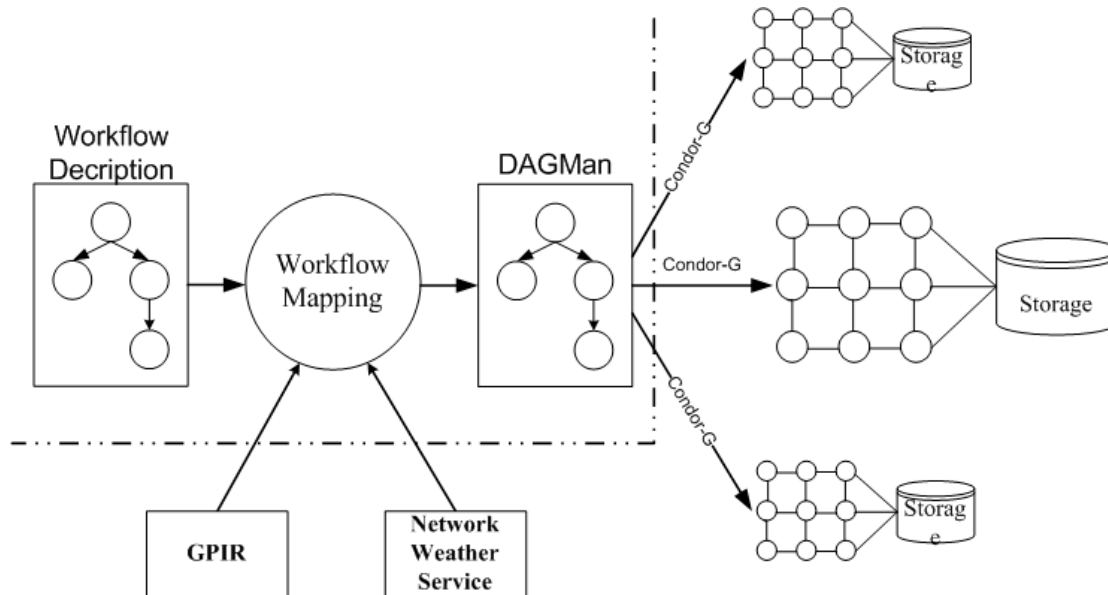 Workflow
Decription
Workflow
Mapping
DAGMan
Condor-G
Condor-G
Condor-G
Storag
e
Storage
Storag
e
GPIR
Network
Weather
Service